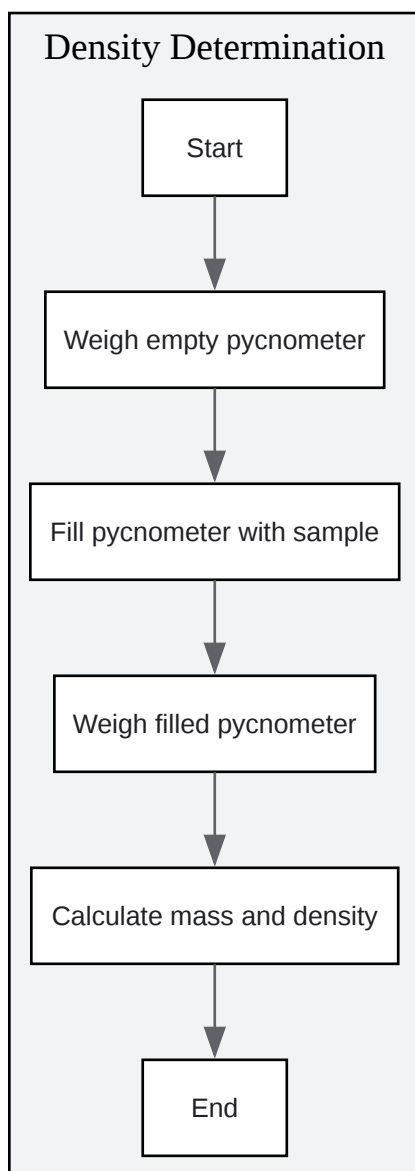 Density Determination
Start
Weigh empty pycnometer
Fill pycnometer with sample
Weigh filled pycnometer
Calculate mass and density
End